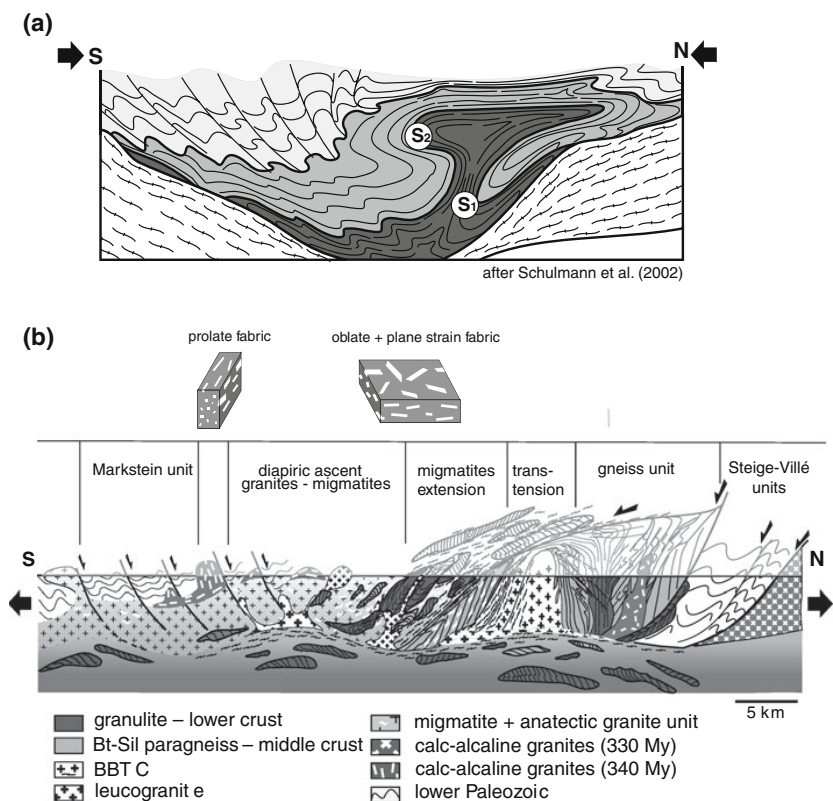 (a)
S
N
S2
S1
after Schulmann et al. (2002)
(b)
prolate fabric
oblate + plane strain fabric
Markstein unit
diapiric ascent
granites - migmatites
migmatites
extension
trans-
tension
gneiss unit
Steige-Villé
units
S
N
5 km
granulite – lower crust
Bt-Sil paragneiss – middle crust
BBT C
leucogranit e
migmatite + anatectic granite unit
calc-alcaline granites (330 My)
calc-alcaline granites (340 My)
lower Paleozoic